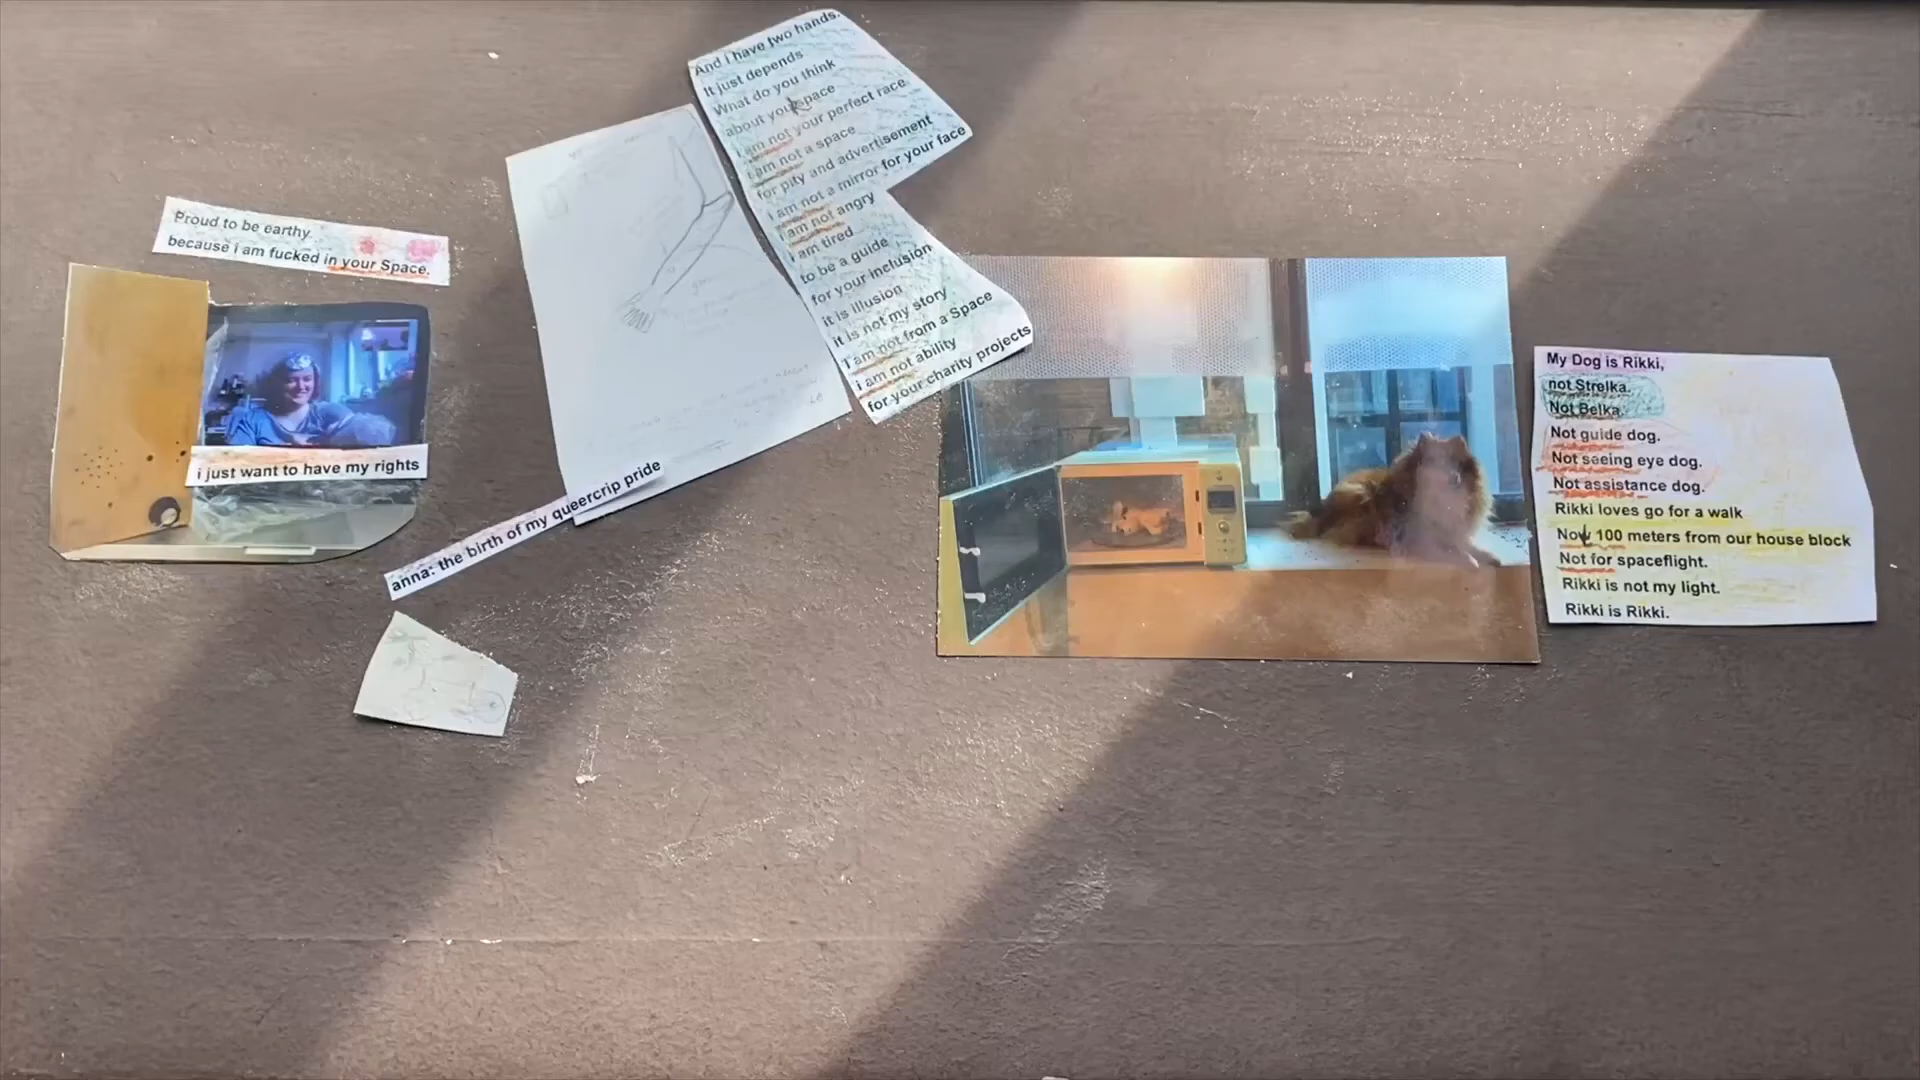 Proud to be earthy.
because i am fucked in your Space.
i just want to have my rights
anna: the birth of my queercrip pride
And i have two hands.
It just depends
What do you think
about your space
i am not your perfect race
i am not a space
for pity and advertisement
i am not a mirror for your face
i am not angry
i am tired
to be a guide
for your inclusion
it is illusion
it is not my story
I am not from a Space
i am not ability
for your charity projects
My Dog is Rikki,
not Strelka.
Not Belka.
Not guide dog.
Not seeing eye dog.
Not assistance dog.
Rikki loves go for a walk
Now 100 meters from our house block
Not for spaceflight.
Rikki is not my light.
Rikki is Rikki.